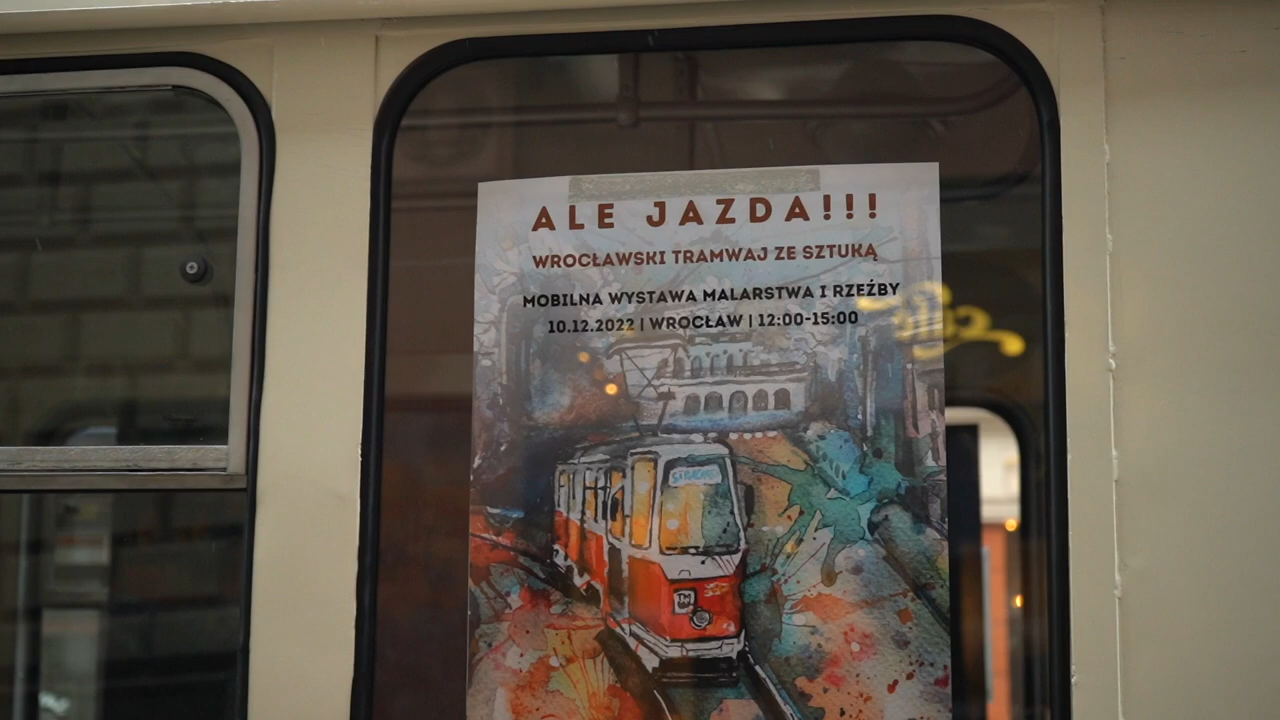 ALE JAZDA!!!
WROCŁAWSKI TRAMWAJ ZE SZTUKĄ
MOBILNA WYSTAWA MALARSTWA I RZEŹBY
10.12.2022 | WROCŁAW | 12:00-15:00